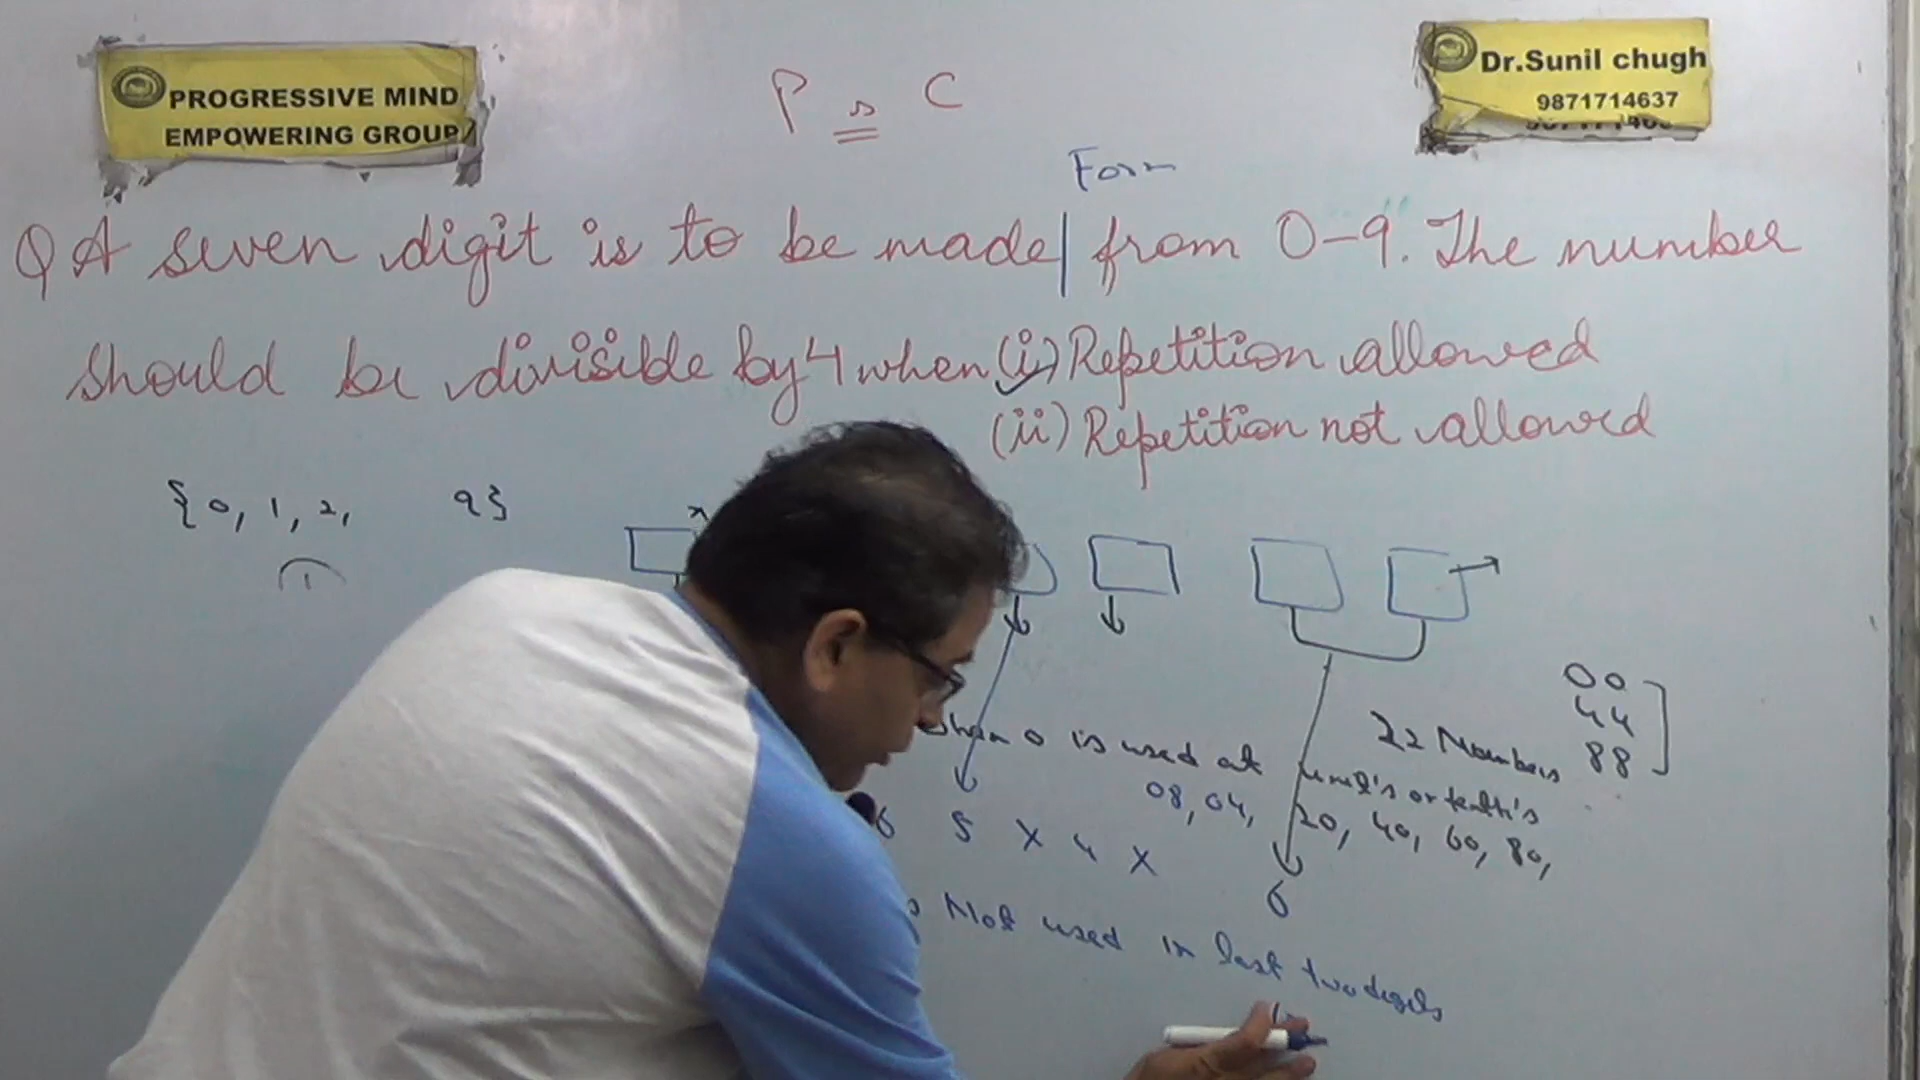 PROGRESSIVE MIND
EMPOWERING GROUP
Dr.Sunil chugh
9871714637
P n C
Form
Q A seven digit is to be made from 0-9. The number
should be divisible by 4 when (i) Repetition allowed
(ii) Repetition not allowed
{0, 1, 2, 9}
1
00
44
88
22 Numbers
when 0 is used at unit's or tenth's
08, 04, 20, 40, 60, 80,
6 5 X 4 X 6
Not used in last two digits